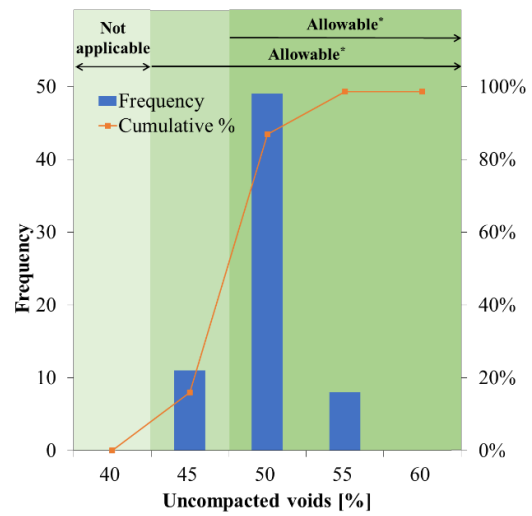 Not
applicable
Allowable*
Allowable*
50 100%
Frequency
Cumulative %
40 80%
30 60%
20 40%
10 20%
0 0%
Frequency
40 45 50 55 60
Uncompacted voids [%]